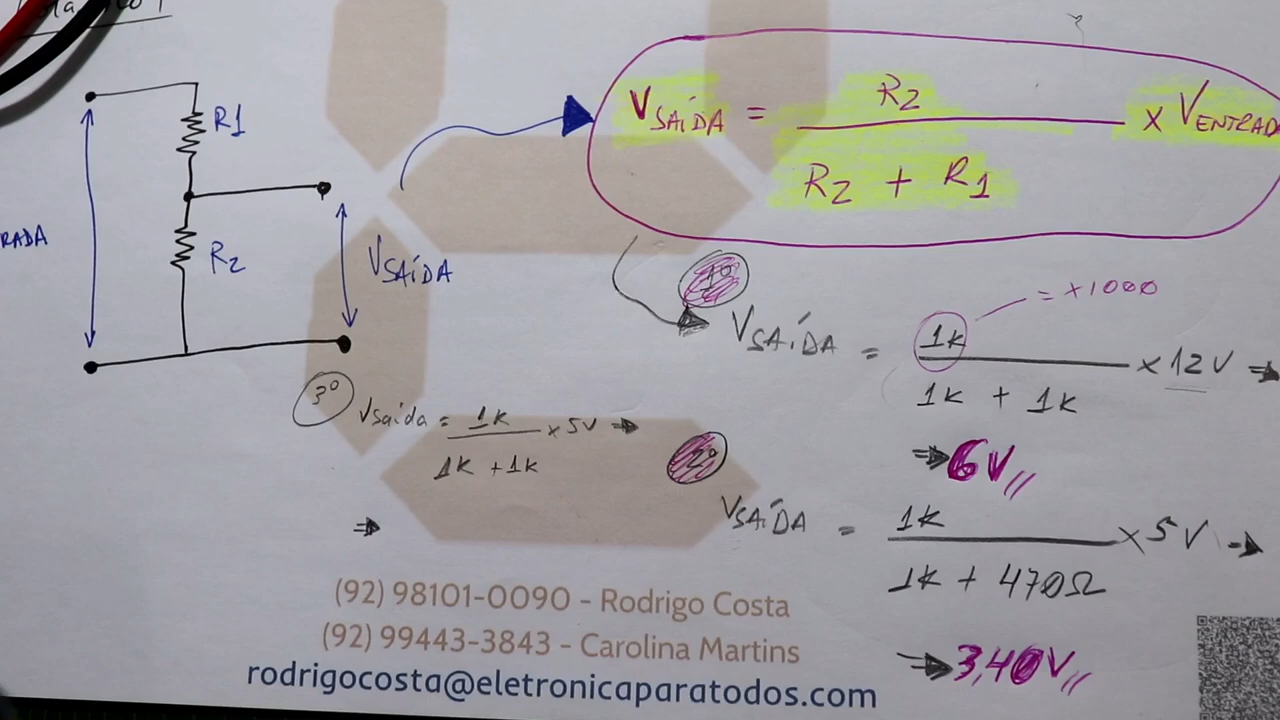 R1
RADA
R2
VSAÍDA
VSAÍDA = R2 x VENTRAD
R2 + R1
1º
= x1000
VSAÍDA = 1K x 12V ⇒
1K + 1K
⇒ 6V //
3º
Vsaída = 1K x 5V ⇒
1K + 1K
⇒
2º
VSAÍDA = 1K x 5V ⇒
1K + 470Ω
⇒ 3,40V //
(92) 98101-0090 - Rodrigo Costa
(92) 99443-3843 - Carolina Martins
rodrigocosta@eletronicaparatodos.com